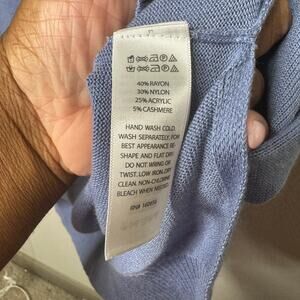 40% RAYON
30% NYLON
25% ACRYLIC
5% CASHMERE
HAND WASH COLD
WASH SEPARATELY, FOR
BEST APPEARANCE RE-
SHAPE AND FLAT DRY
DO NOT WRING OR
TWIST. LOW IRON. DRY
CLEAN. NON-CHLORINE
BLEACH WHEN NEEDED.
RN#